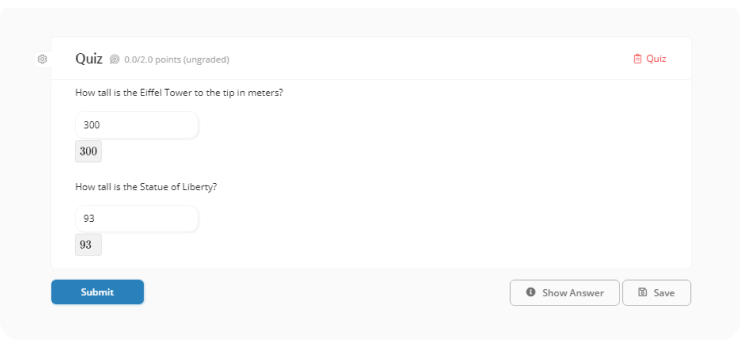 Quiz 0.0/2.0 points (ungraded) Quiz
How tall is the Eiffel Tower to the tip in meters?
300
300
How tall is the Statue of Liberty?
93
93
Submit Show Answer Save